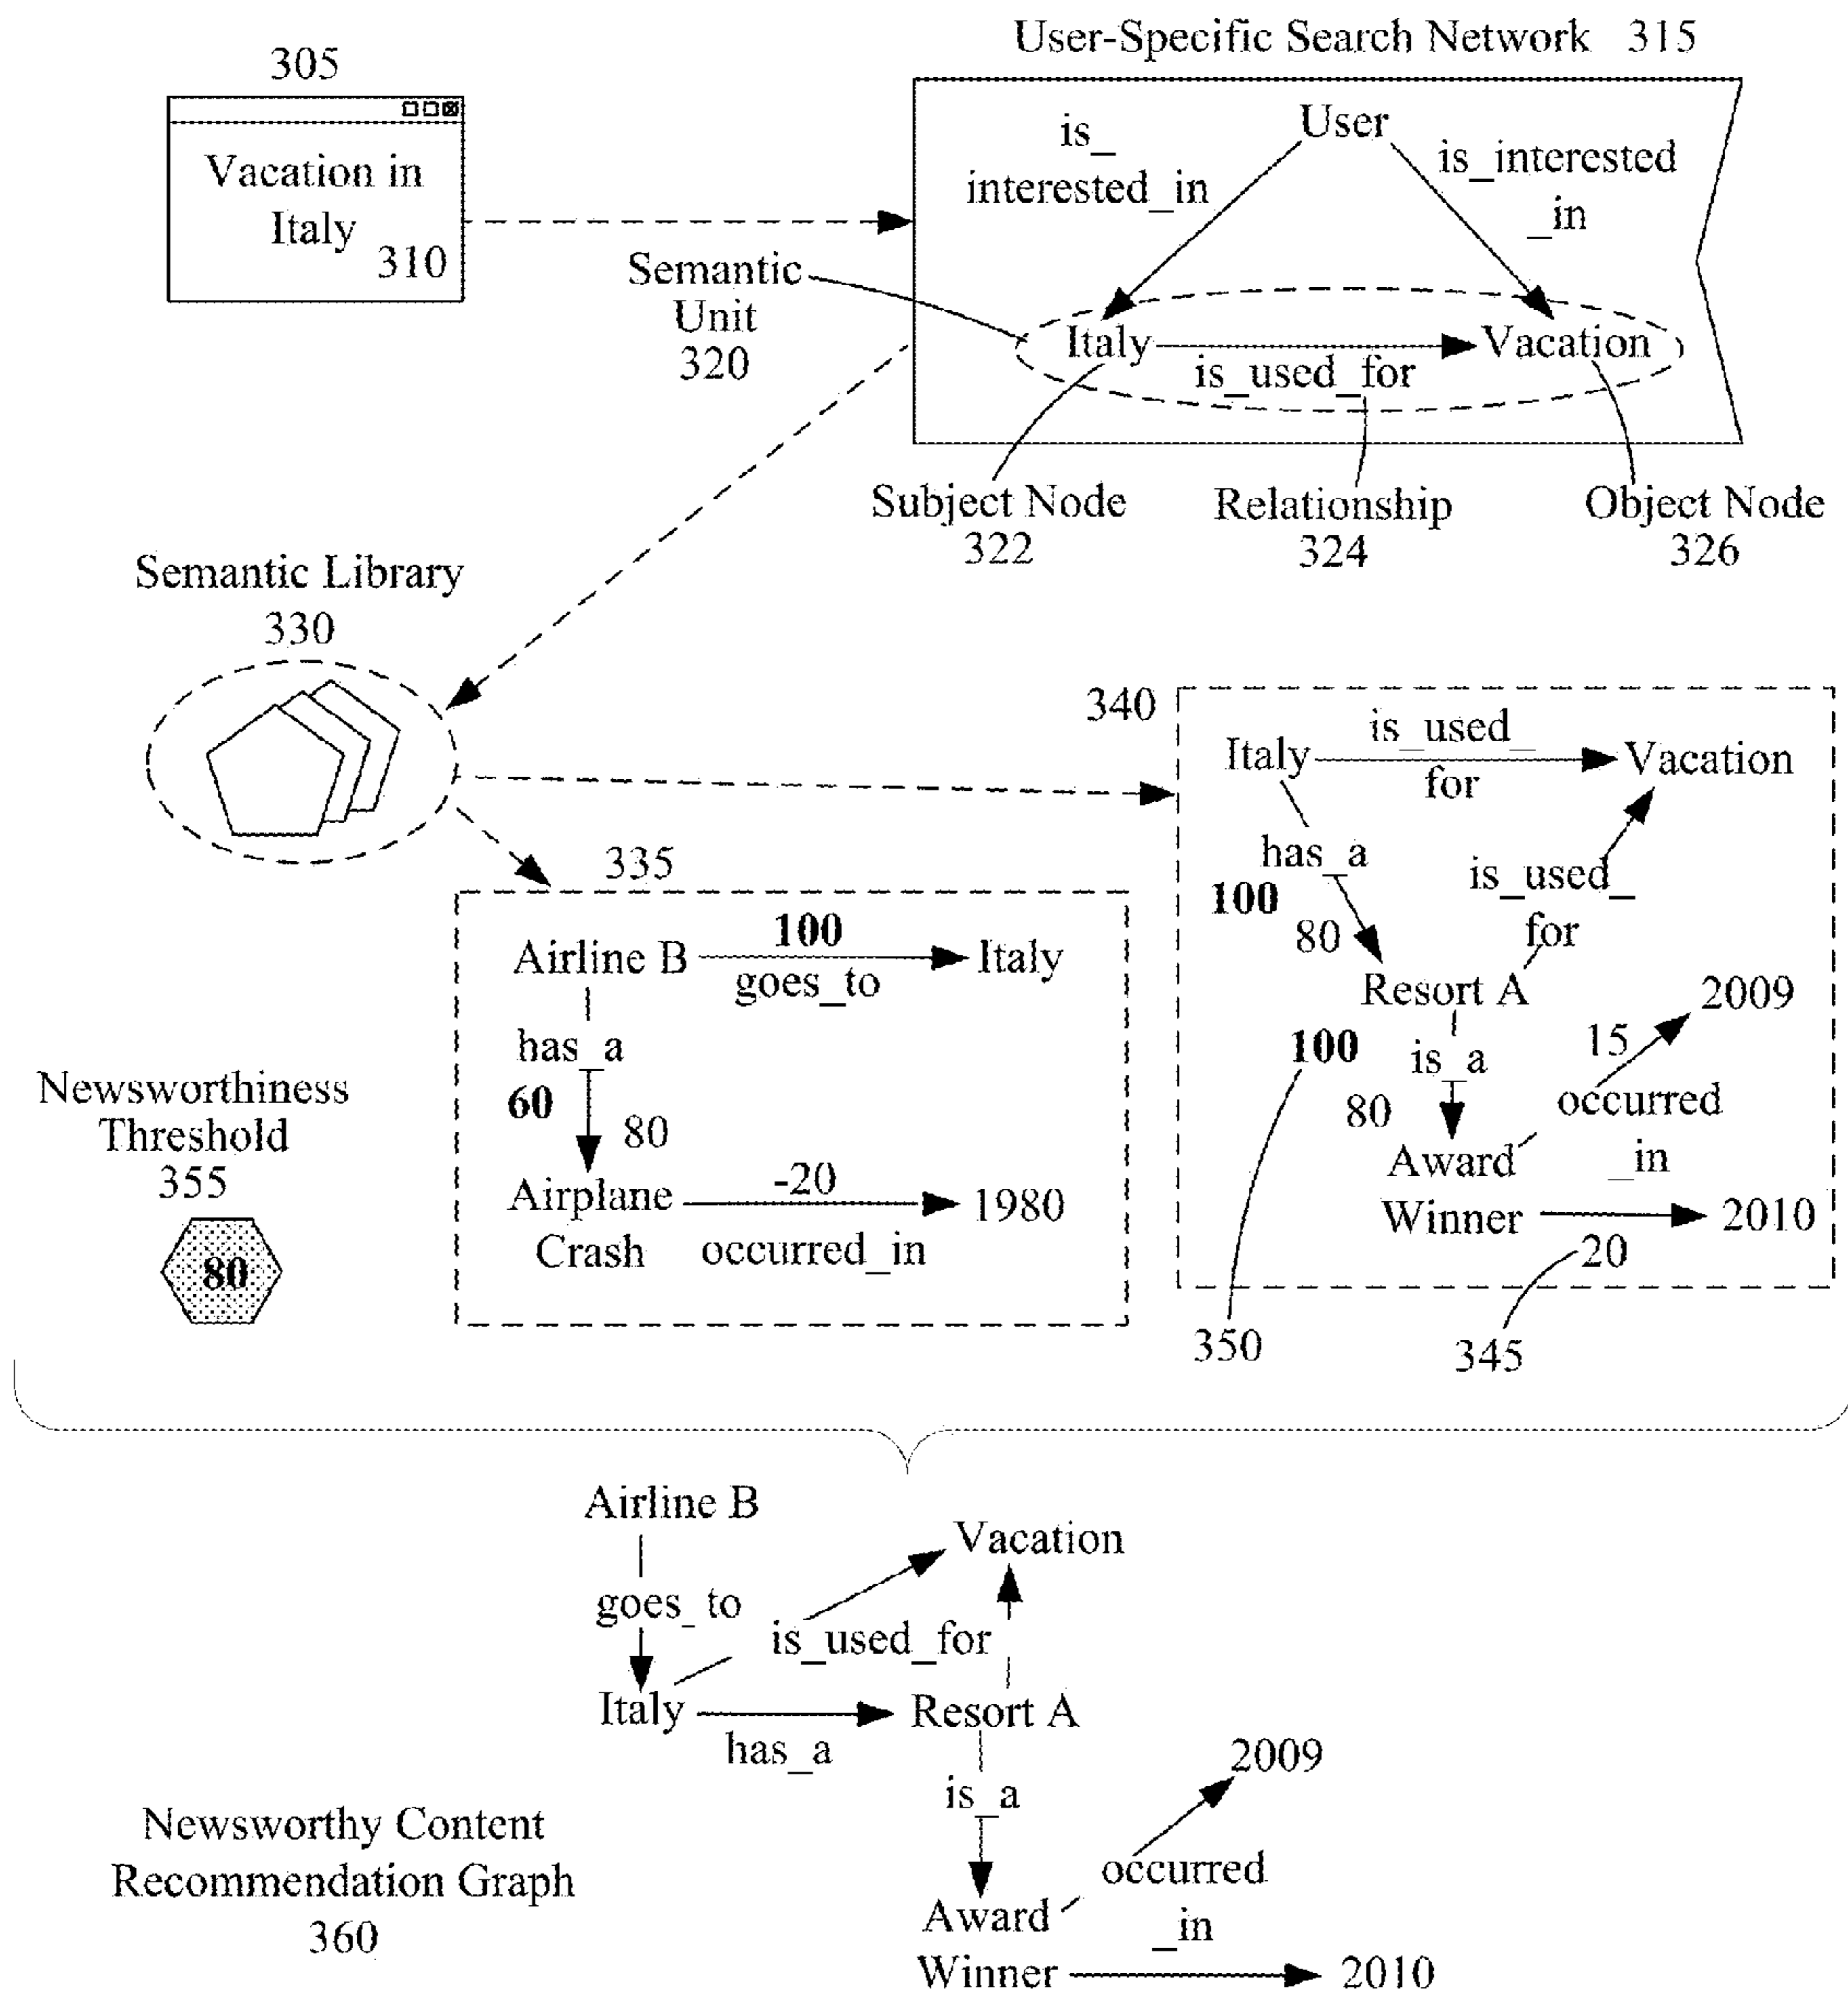 User-Specific Search Network 315
305
Vacation in
Italy
310
User
is_
interested_in
is_interested
_in
Semantic
Unit
320
Italy
Vacation
is_used_for
Subject Node
322
Relationship
324
Object Node
326
Semantic Library
330
340
Italy
is_used_
for
Vacation
has_a
100
80
is_used_
for
Resort A
2009
100
is_a
80
15
occurred
_in
Award
Winner
2010
20
350
345
335
Airline B
100
goes_to
Italy
has_a
60
80
Airplane
Crash
-20
occurred_in
1980
Newsworthiness
Threshold
355
80
Airline B
Vacation
goes_to
is_used_for
Italy
Resort A
has_a
2009
is_a
occurred
_in
Award
Winner
2010
Newsworthy Content
Recommendation Graph
360